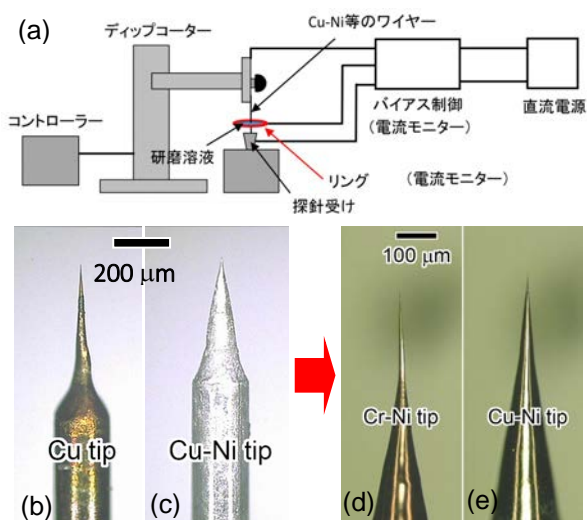 (a)
ディップコーター
Cu-Ni等のワイヤー
コントローラー
バイアス制御
(電流モニター)
直流電源
研磨溶液
リング
(電流モニター)
探針受け
200 μm
100 μm
Cu tip
Cu-Ni tip
Cr-Ni tip
Cu-Ni tip
(b)
(c)
(d)
(e)